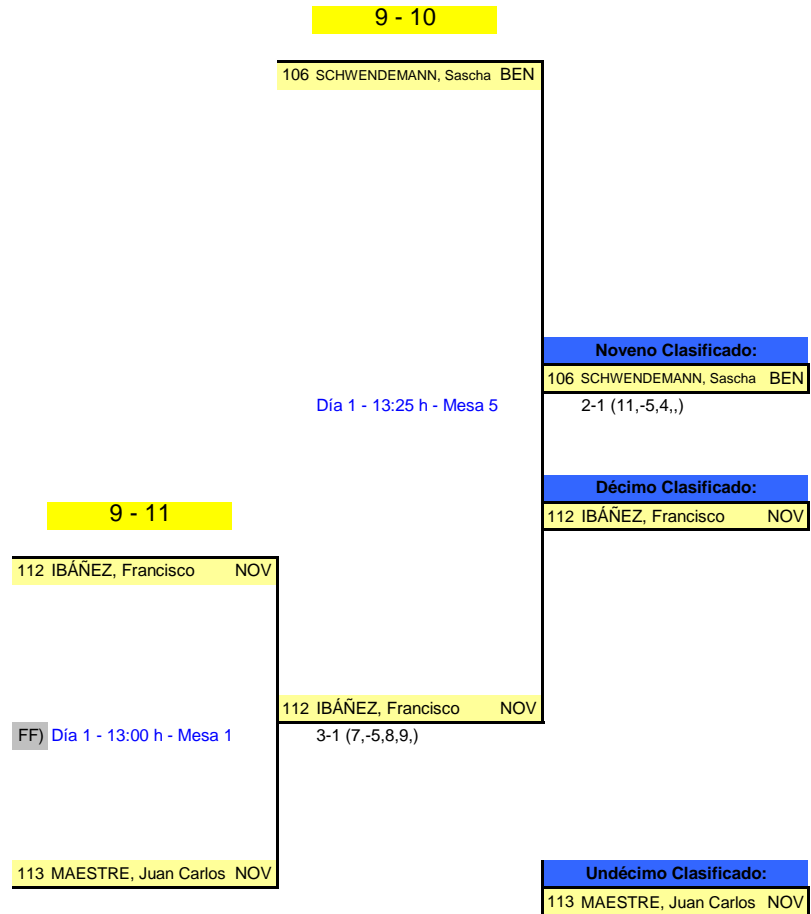 9 - 10
106 SCHWENDEMANN, Sascha BEN
Noveno Clasificado:
106 SCHWENDEMANN, Sascha BEN
Día 1 - 13:25 h - Mesa 5 2-1 (11,-5,4,,)
Décimo Clasificado:
9 - 11
112 IBÁÑEZ, Francisco NOV
112 IBÁÑEZ, Francisco NOV
112 IBÁÑEZ, Francisco NOV
FF) Día 1 - 13:00 h - Mesa 1 3-1 (7,-5,8,9,)
113 MAESTRE, Juan Carlos NOV
Undécimo Clasificado:
113 MAESTRE, Juan Carlos NOV